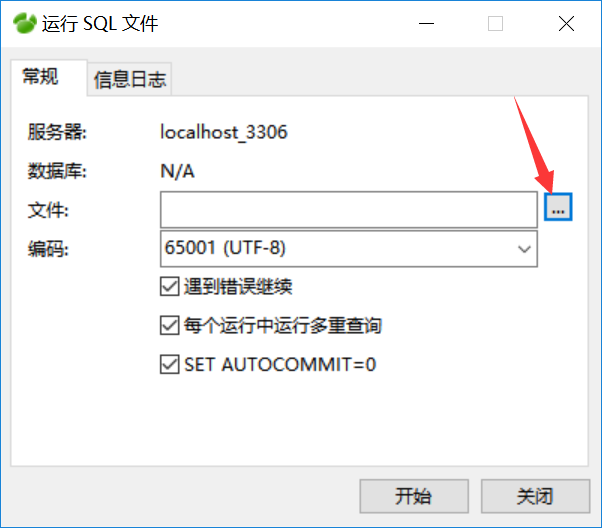 运行 SQL 文件
常规 信息日志
服务器: localhost_3306
数据库: N/A
文件: ...
编码: 65001 (UTF-8)
遇到错误继续
每个运行中运行多重查询
SET AUTOCOMMIT=0
开始 关闭